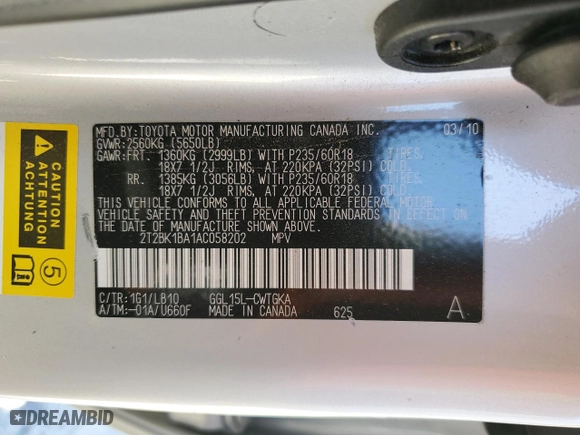 MFD.BY:TOYOTA MOTOR MANUFACTURING CANADA INC. 03/10
GVWR:2560KG (5650LB)
GAWR:FRT. 1360KG (2999LB) WITH P235/60R18 TIRES.
18X7 1/2J RIMS, AT 220KPA (32PSI) COLD.
RR. 1385KG (3056LB) WITH P235/60R18 TIRES.
18X7 1/2J RIMS, AT 220KPA (32PSI) COLD.
THIS VEHICLE CONFORMS TO ALL APPLICABLE FEDERAL MOTOR
VEHICLE SAFETY AND THEFT PREVENTION STANDARDS IN EFFECT ON
THE DATE OF MANUFACTURE SHOWN ABOVE.
2T2BK1BA1AC058202 MPV
C/TR:1G1/LB10 GGL15L-CWTGKA
A/TM:-01A/U660F MADE IN CANADA 625 A
CAUTION
ATTENTION
ACHTUNG
5
DREAMBID